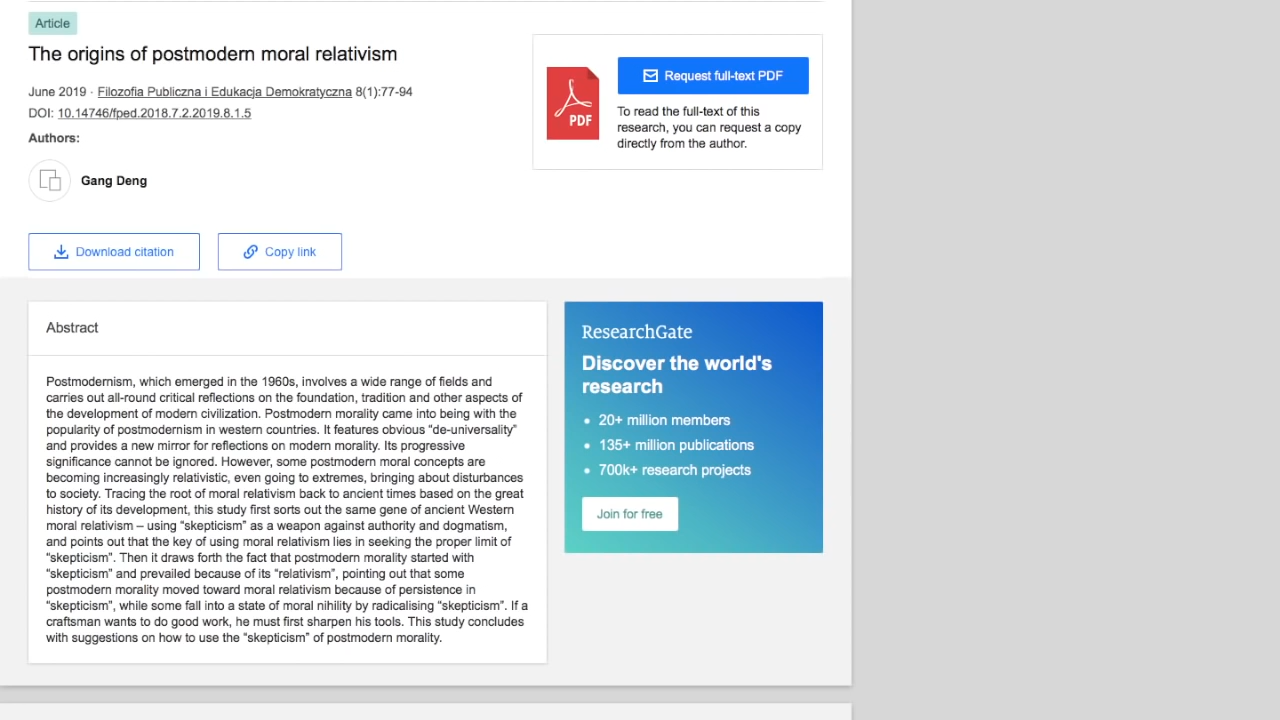 Article
The origins of postmodern moral relativism
June 2019 · Filozofia Publiczna i Edukacja Demokratyczna 8(1):77-94
DOI: 10.14746/fped.2018.7.2.2019.8.1.5
Authors:
Gang Deng
Download citation
Copy link
PDF
Request full-text PDF
To read the full-text of this
research, you can request a copy
directly from the author.
Abstract
Postmodernism, which emerged in the 1960s, involves a wide range of fields and
carries out all-round critical reflections on the foundation, tradition and other aspects of
the development of modern civilization. Postmodern morality came into being with the
popularity of postmodernism in western countries. It features obvious “de-universality”
and provides a new mirror for reflections on modern morality. Its progressive
significance cannot be ignored. However, some postmodern moral concepts are
becoming increasingly relativistic, even going to extremes, bringing about disturbances
to society. Tracing the root of moral relativism back to ancient times based on the great
history of its development, this study first sorts out the same gene of ancient Western
moral relativism – using “skepticism” as a weapon against authority and dogmatism,
and points out that the key of using moral relativism lies in seeking the proper limit of
“skepticism”. Then it draws forth the fact that postmodern morality started with
“skepticism” and prevailed because of its “relativism”, pointing out that some
postmodern morality moved toward moral relativism because of persistence in
“skepticism”, while some fall into a state of moral nihility by radicalising “skepticism”. If a
craftsman wants to do good work, he must first sharpen his tools. This study concludes
with suggestions on how to use the “skepticism” of postmodern morality.
ResearchGate
Discover the world's
research
• 20+ million members
• 135+ million publications
• 700k+ research projects
Join for free